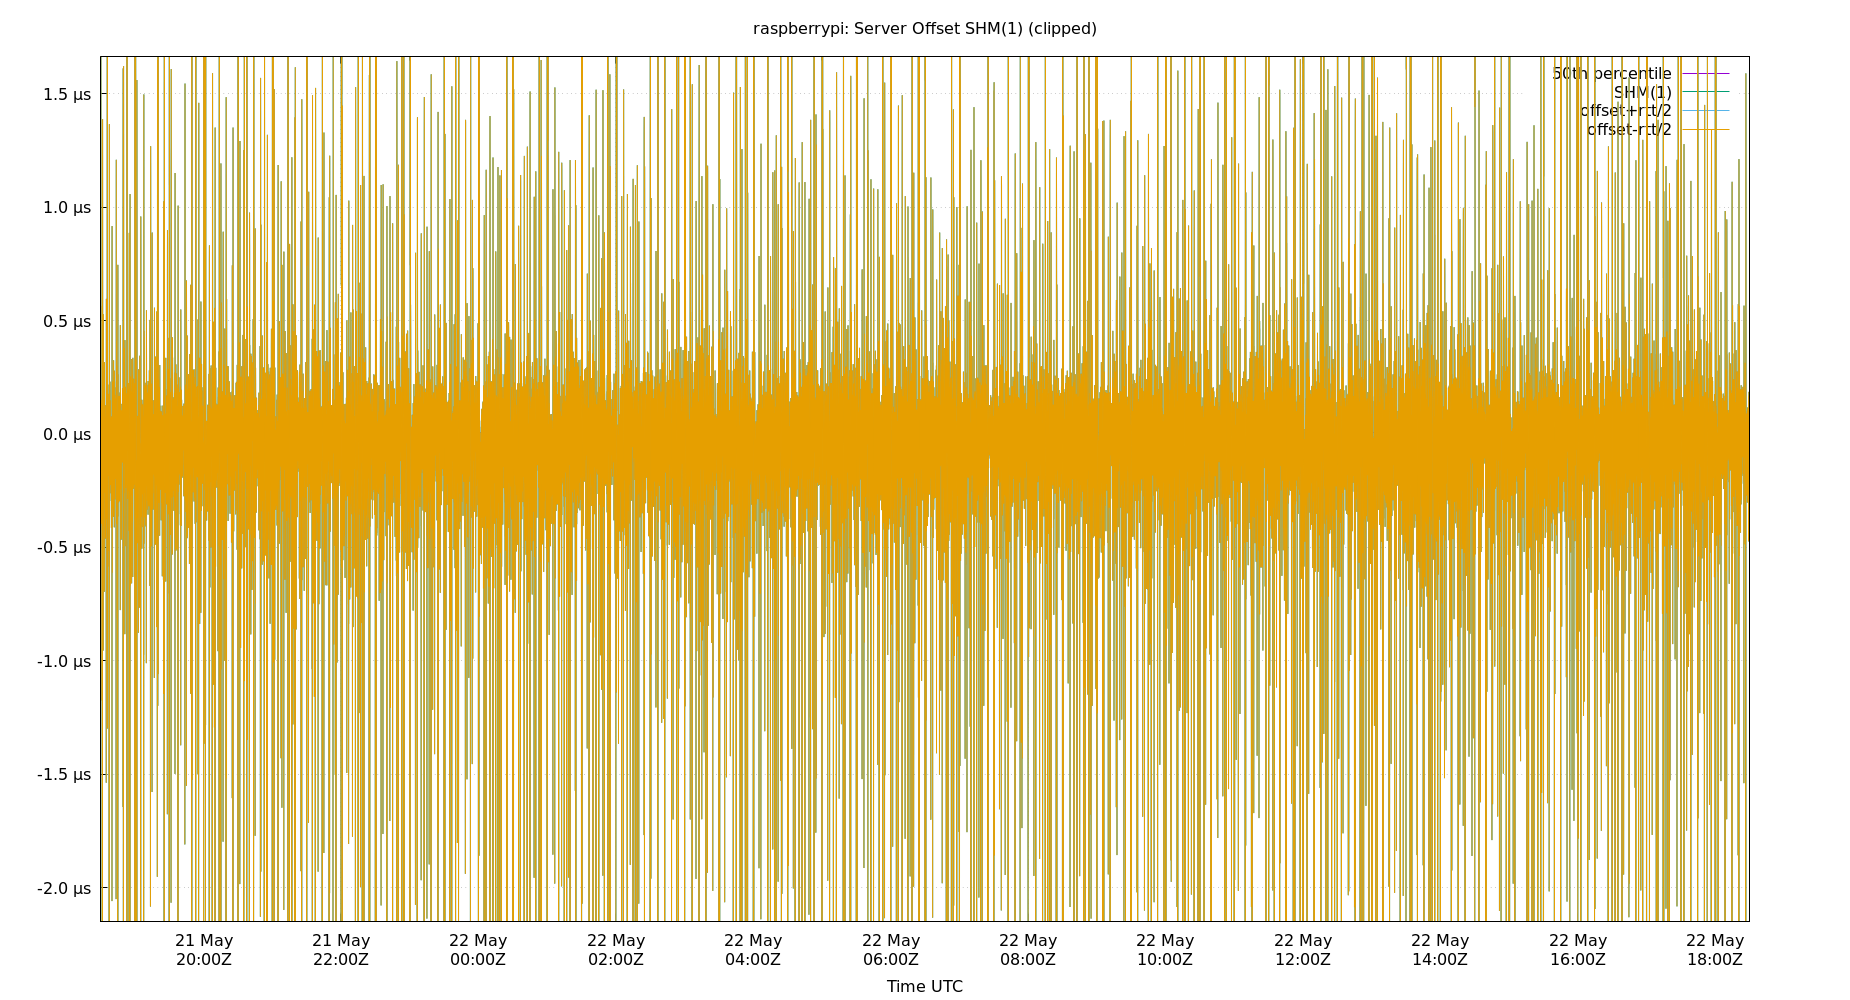 raspberrypi: Server Offset SHM(1) (clipped)
50th percentile
SHM(1)
offset+rtt/2
offset-rtt/2
1.5 µs
1.0 µs
0.5 µs
0.0 µs
-0.5 µs
-1.0 µs
-1.5 µs
-2.0 µs
21 May 21 May 22 May 22 May 22 May 22 May 22 May 22 May 22 May 22 May 22 May 22 May
20:00Z 22:00Z 00:00Z 02:00Z 04:00Z 06:00Z 08:00Z 10:00Z 12:00Z 14:00Z 16:00Z 18:00Z
Time UTC